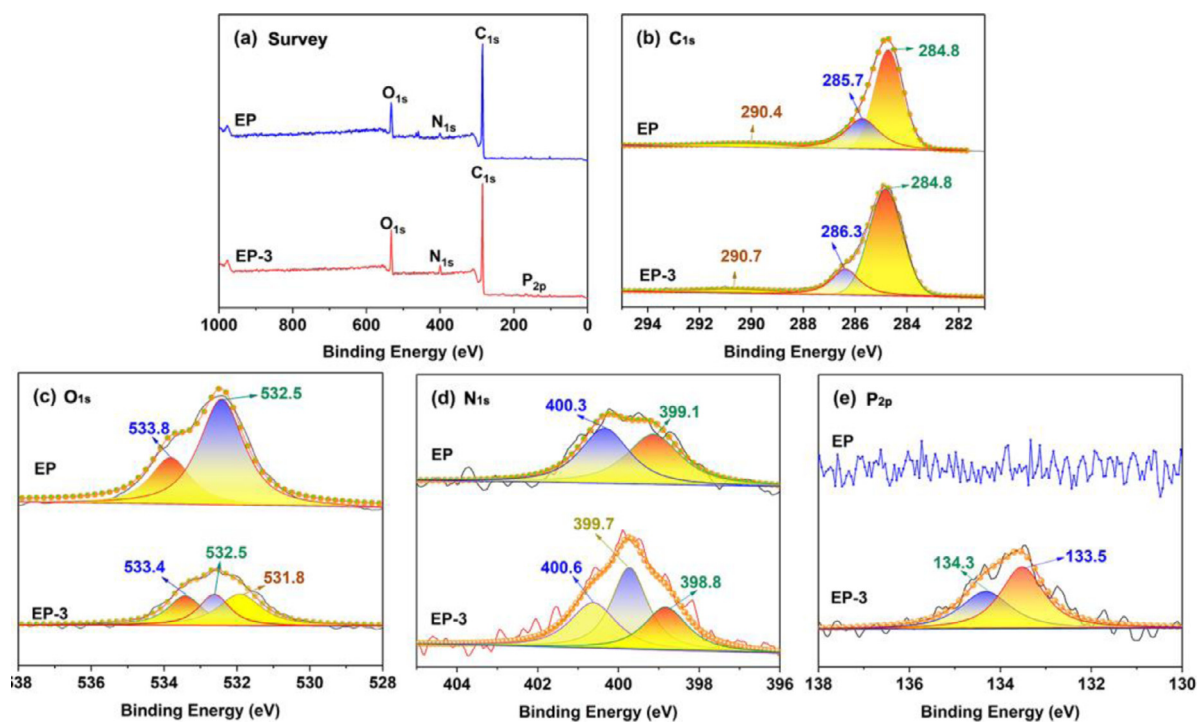 (a) Survey
C1s
O1s
N1s
EP
C1s
O1s
N1s
EP-3
P2p
1000 800 600 400 200 0
Binding Energy (eV)
(b) C1s
284.8
285.7
290.4
EP
284.8
286.3
290.7
EP-3
294 292 290 288 286 284 282
Binding Energy (eV)
(c) O1s
532.5
533.8
EP
532.5
533.4
531.8
EP-3
538 536 534 532 530 528
Binding Energy (eV)
(d) N1s
400.3
399.1
EP
399.7
400.6
398.8
EP-3
404 402 400 398 396
Binding Energy (eV)
(e) P2p
EP
134.3
133.5
EP-3
138 136 134 132 130
Binding Energy (eV)